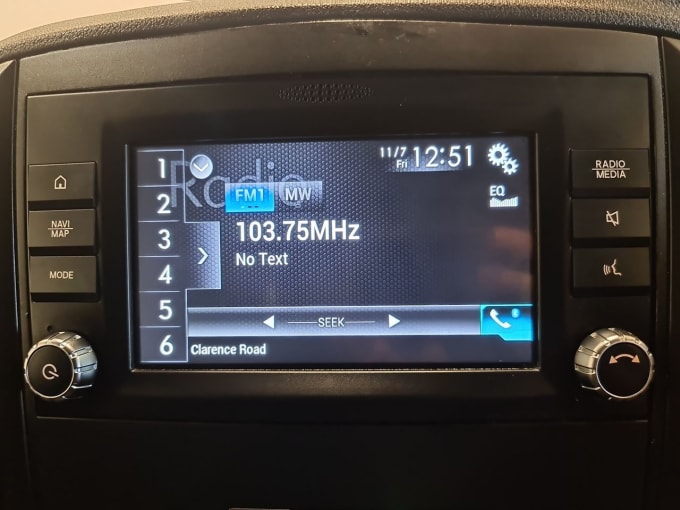 1
2
3
4
5
6
Radio
11/7
Fri
12:51
FM1
MW
EQ
103.75MHz
No Text
SEEK
Clarence Road
NAVI
MAP
MODE
RADIO
MEDIA